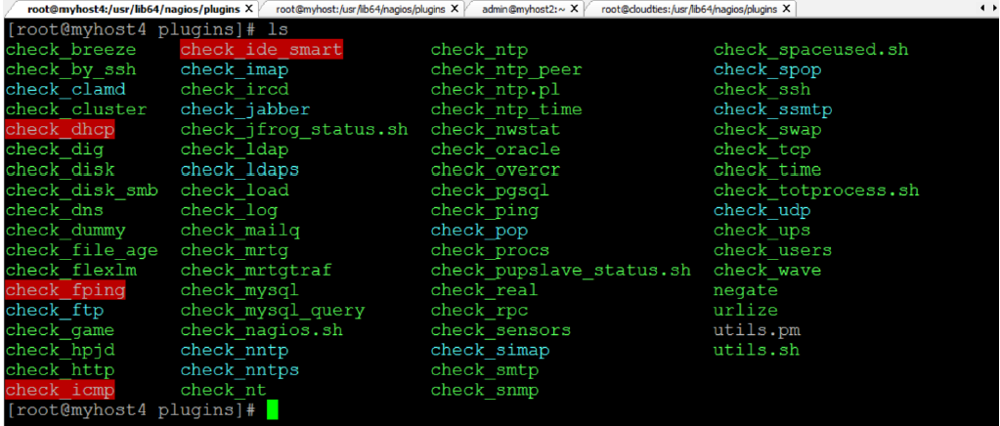 root@myhost4:/usr/lib64/nagios/plugins X root@myhost:/usr/lib64/nagios/plugins X admin@myhost2:~ X root@cloudties:/usr/lib64/nagios/plugins X
[root@myhost4 plugins]# ls
check_breeze check_ide_smart check_ntp check_spaceused.sh
check_by_ssh check_imap check_ntp_peer check_spop
check_clamd check_ircd check_ntp.pl check_ssh
check_cluster check_jabber check_ntp_time check_ssmtp
check_dhcp check_jfrog_status.sh check_nwstat check_swap
check_dig check_ldap check_oracle check_tcp
check_disk check_ldaps check_overcr check_time
check_disk_smb check_load check_pgsql check_totprocess.sh
check_dns check_log check_ping check_udp
check_dummy check_mailq check_pop check_ups
check_file_age check_mrtg check_procs check_users
check_flexlm check_mrtgtraf check_pupslave_status.sh check_wave
check_fping check_mysql check_real negate
check_ftp check_mysql_query check_rpc urlize
check_game check_nagios.sh check_sensors utils.pm
check_hpjd check_nntp check_simap utils.sh
check_http check_nntps check_smtp
check_icmp check_nt check_snmp
[root@myhost4 plugins]#